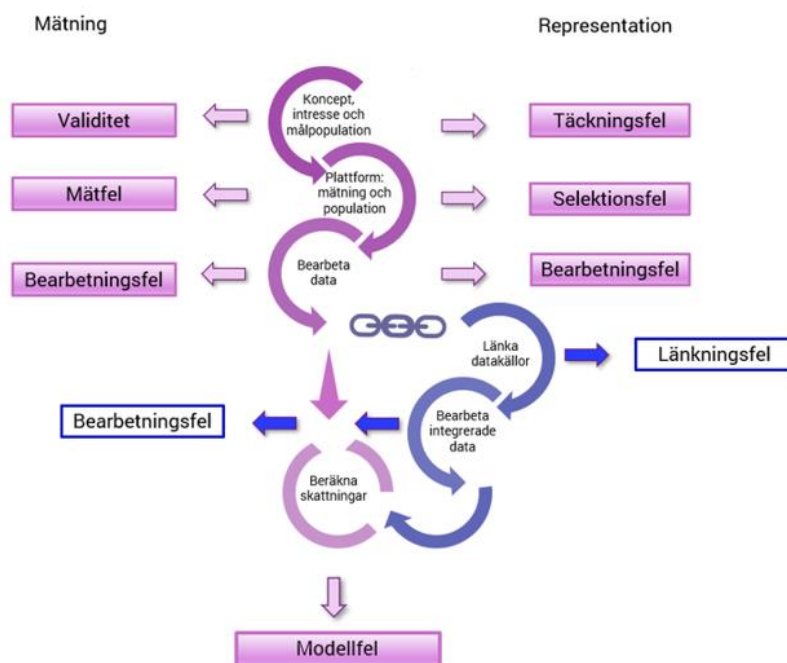 Mätning
Representation
Koncept,
intresse och
målpopulation
Validitet
Täckningsfel
Plattform:
mätning och
population
Mätfel
Selektionsfel
Bearbeta
data
Bearbetningsfel
Bearbetningsfel
Länka
datakällor
Länkningsfel
Bearbetningsfel
Bearbeta
integrerade
data
Beräkna
skattningar
Modellfel